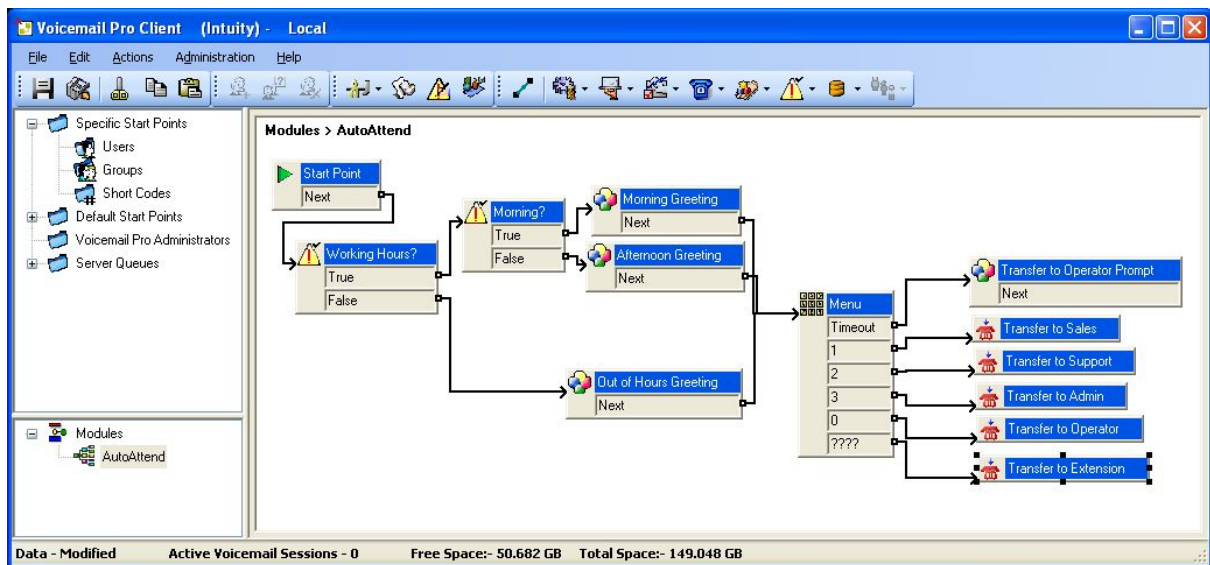 Voicemail Pro Client (Intuity) - Local
File Edit Actions Administration Help
Specific Start Points
Users
Groups
Short Codes
Default Start Points
Voicemail Pro Administrators
Server Queues
Modules
AutoAttend
Modules > AutoAttend
Start Point
Next
Working Hours?
True
False
Morning?
True
False
Morning Greeting
Next
Afternoon Greeting
Next
Out of Hours Greeting
Next
Menu
Timeout
1
2
3
0
????
Transfer to Operator Prompt
Next
Transfer to Sales
Transfer to Support
Transfer to Admin
Transfer to Operator
Transfer to Extension
Data - Modified Active Voicemail Sessions - 0 Free Space:- 50.682 GB Total Space:- 149.048 GB